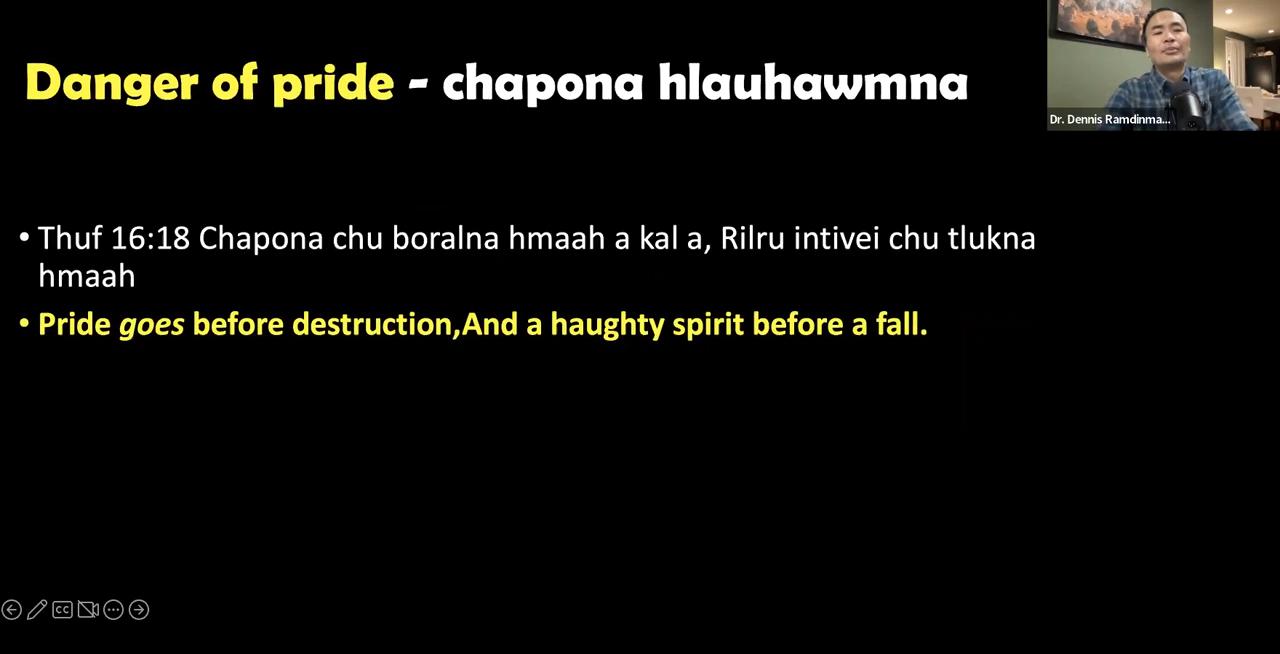 Danger of pride - chapona hlauhawmna
Dr. Dennis Ramdinma...
• Thuf 16:18 Chapona chu boralna hmaah a kal a, Rilru intivei chu tlukna
hmaah
• Pride goes before destruction,And a haughty spirit before a fall.
CC